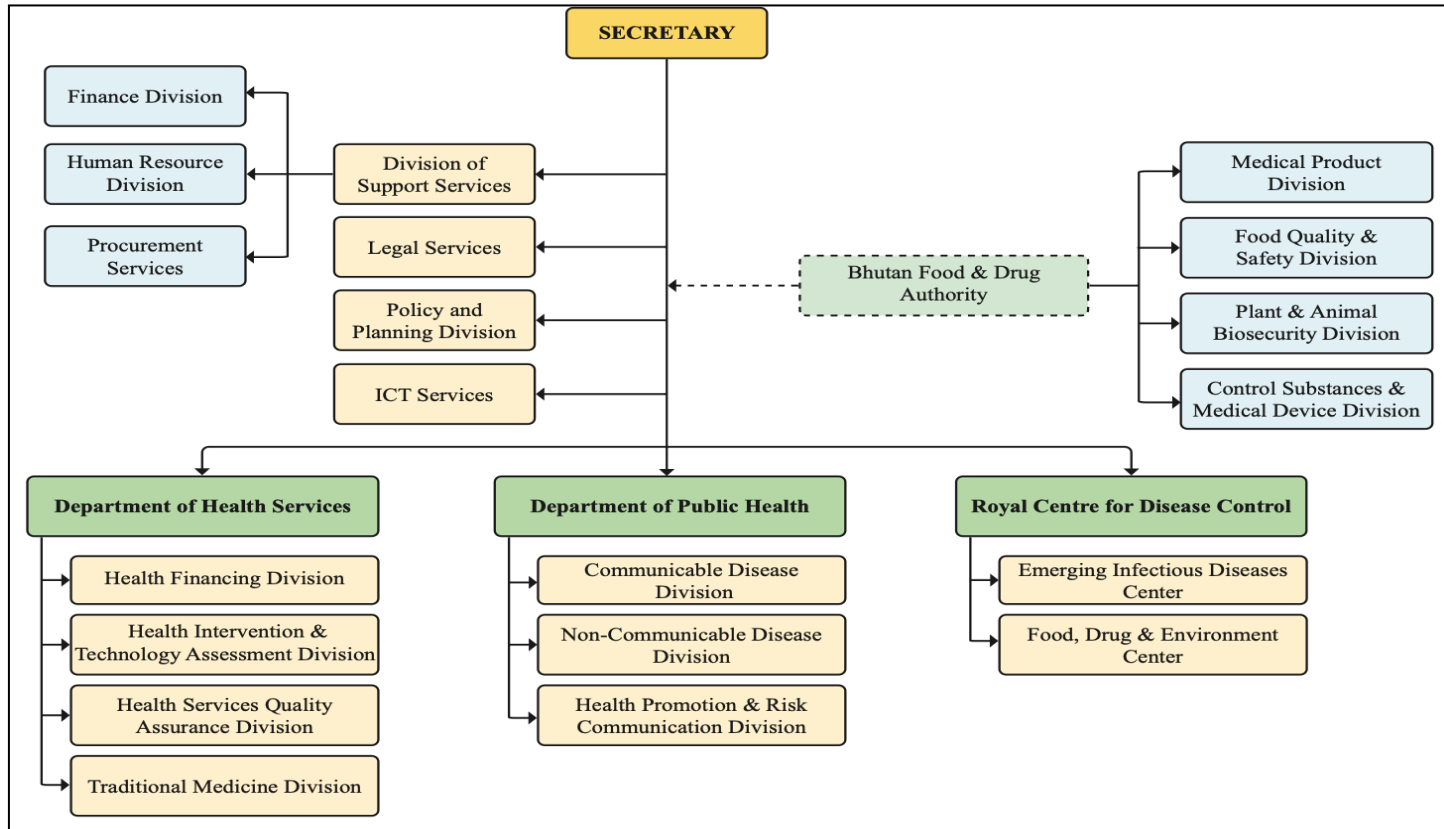 SECRETARY
Finance Division
Human Resource
Division
Procurement
Services
Division of
Support Services
Legal Services
Policy and
Planning Division
ICT Services
Bhutan Food & Drug
Authority
Medical Product
Division
Food Quality &
Safety Division
Plant & Animal
Biosecurity Division
Control Substances &
Medical Device Division
Department of Health Services
Health Financing Division
Health Intervention &
Technology Assessment Division
Health Services Quality
Assurance Division
Traditional Medicine Division
Department of Public Health
Communicable Disease
Division
Non-Communicable Disease
Division
Health Promotion & Risk
Communication Division
Royal Centre for Disease Control
Emerging Infectious Diseases
Center
Food, Drug & Environment
Center